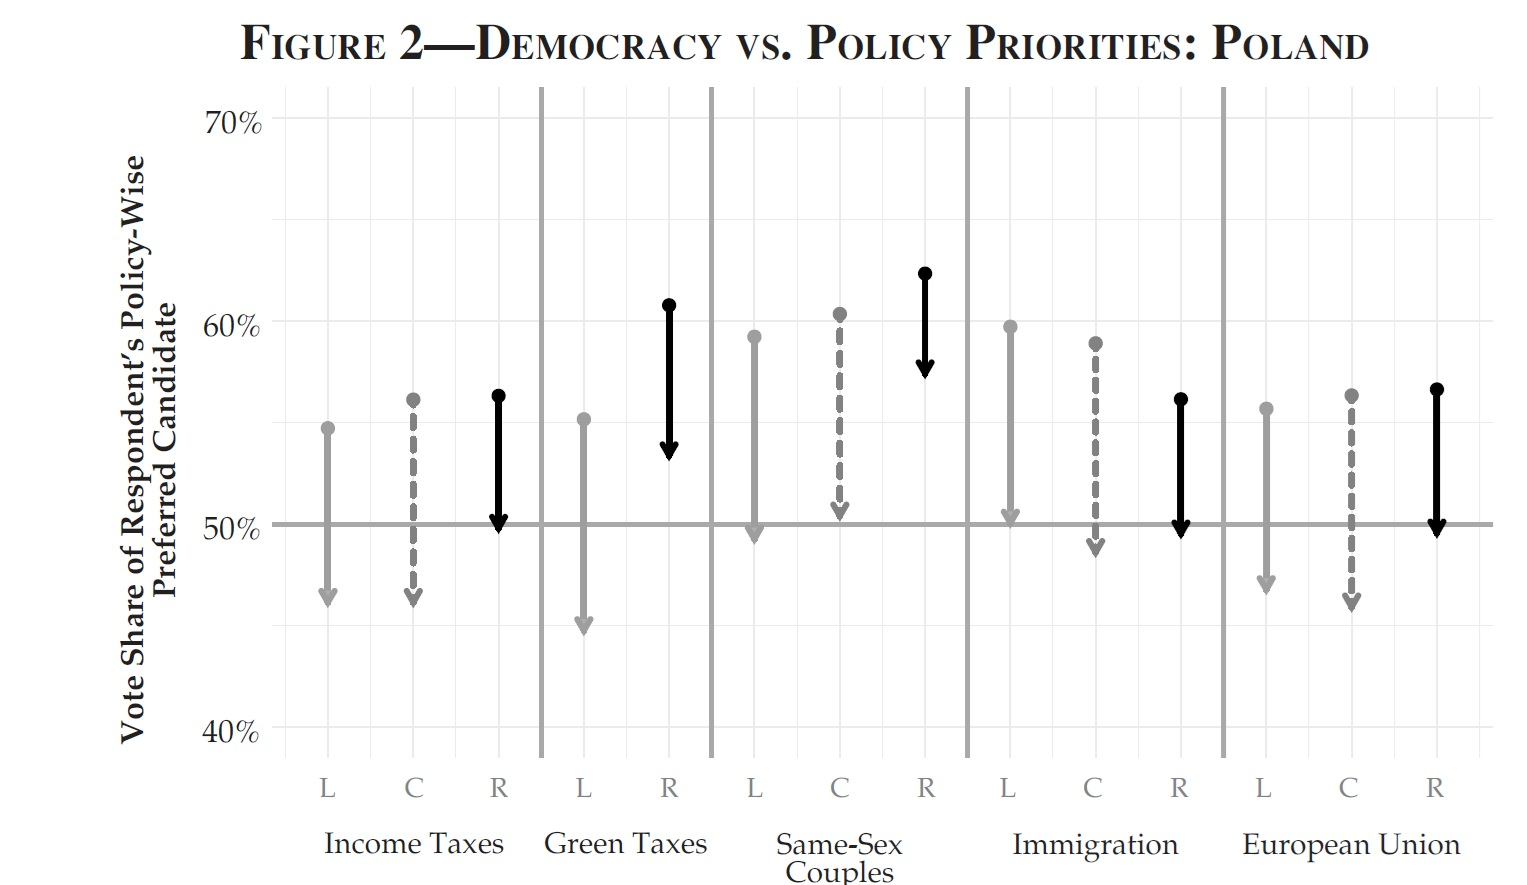 FIGURE 2—DEMOCRACY VS. POLICY PRIORITIES: POLAND
Vote Share of Respondent's Policy-Wise
Preferred Candidate
70%
60%
50%
40%
L C R L R L C R L C R L C R
Income Taxes Green Taxes Same-Sex Immigration European Union
Couples